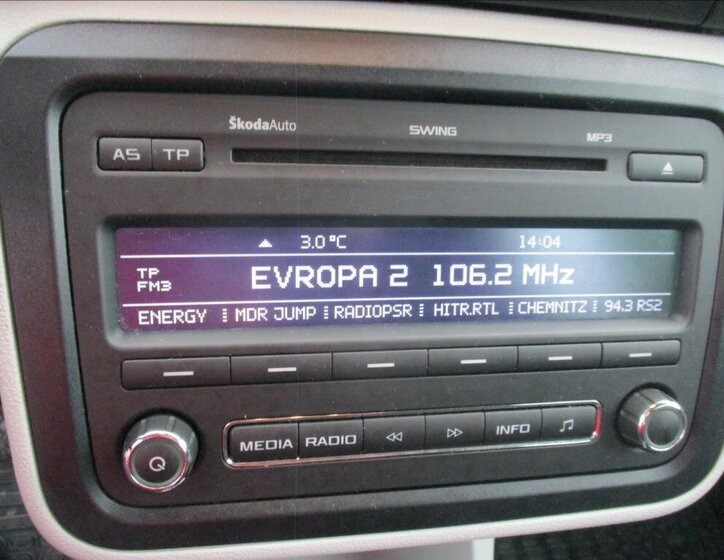 ŠkodaAuto SWING MP3
AS TP
3.0 °C 14:04
TP
FM3
EVROPA 2 106.2 MHz
ENERGY MDR JUMP RADIOPSR HITR.RTL CHEMNITZ 94.3 RS2
MEDIA RADIO INFO